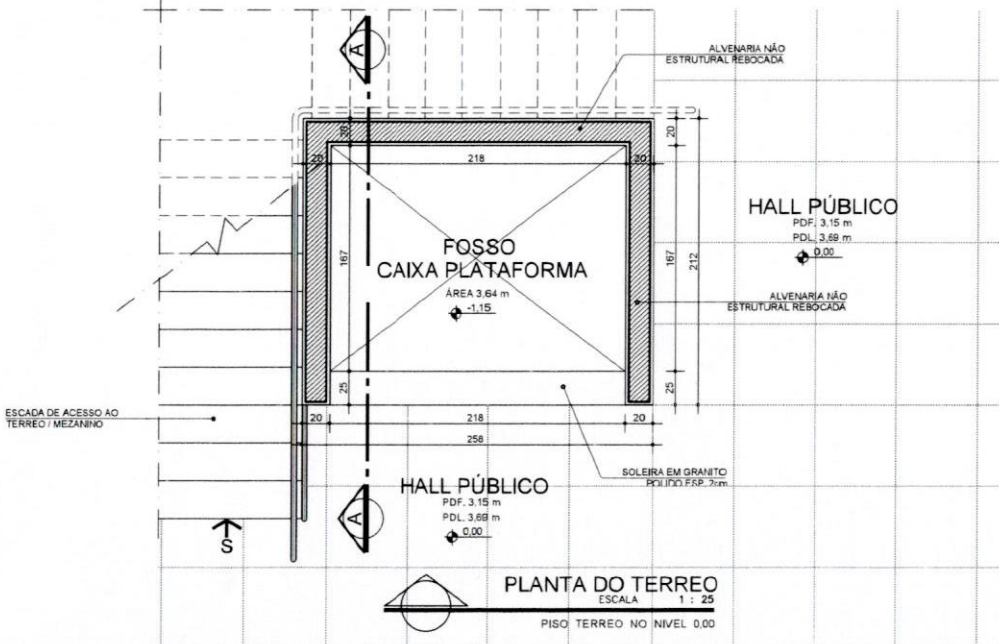 A
ALVENARIA NÃO
ESTRUTURAL REBOCADA
20
20
20
218
20
HALL PÚBLICO
PDF. 3,15 m
PDL. 3,69 m
0,00
FOSSO
CAIXA PLATAFORMA
ÁREA 3,64 m
-1,15
167
167
212
ALVENARIA NÃO
ESTRUTURAL REBOCADA
25
25
ESCADA DE ACESSO AO
TERREO / MEZANINO
20
218
20
258
SOLEIRA EM GRANITO
POLIDO ESP. 2cm
HALL PÚBLICO
PDF. 3,15 m
PDL. 3,69 m
0,00
A
S
PLANTA DO TERREO
ESCALA 1 : 25
PISO TERREO NO NIVEL 0,00